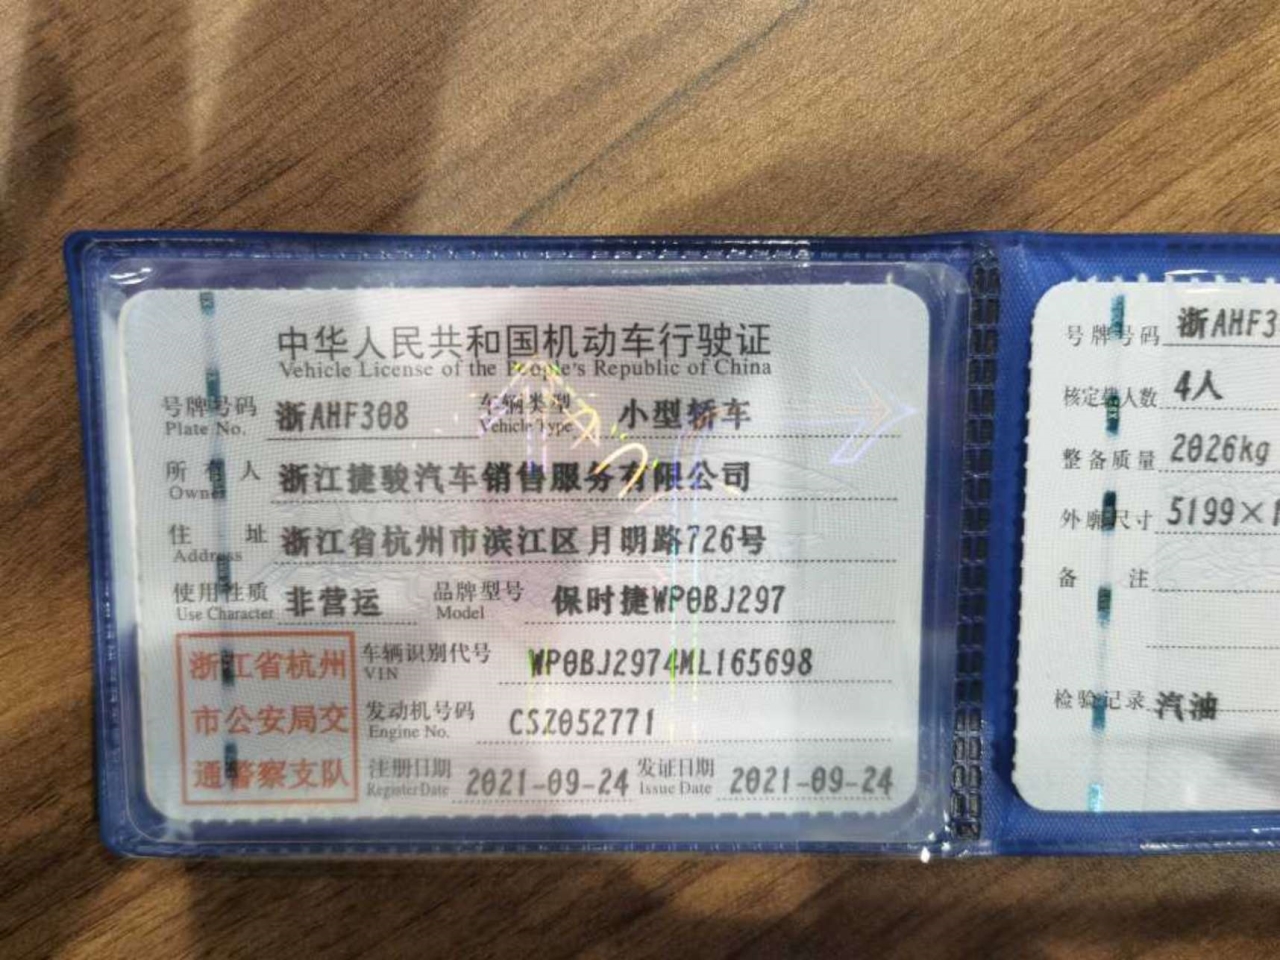 中华人民共和国机动车行驶证
Vehicle License of the People's Republic of China
号牌号码 浙AHF308 车辆类型 小型轿车
Plate No. Vehicle Type
所有人 浙江捷骏汽车销售服务有限公司
Owner
住址 浙江省杭州市滨江区月明路726号
Address
使用性质 非营运 品牌型号 保时捷WP0BJ297
Use Character Model
浙江省杭州
市公安局交
通警察支队
车辆识别代号 WP0BJ2974ML165698
VIN
发动机号码 CSZ052771
Engine No.
注册日期 2021-09-24 发证日期 2021-09-24
Register Date Issue Date
号牌号码 浙AHF3
核定载人数 4人
整备质量 2026kg
外廓尺寸 5199×1
备注
检验记录 汽油